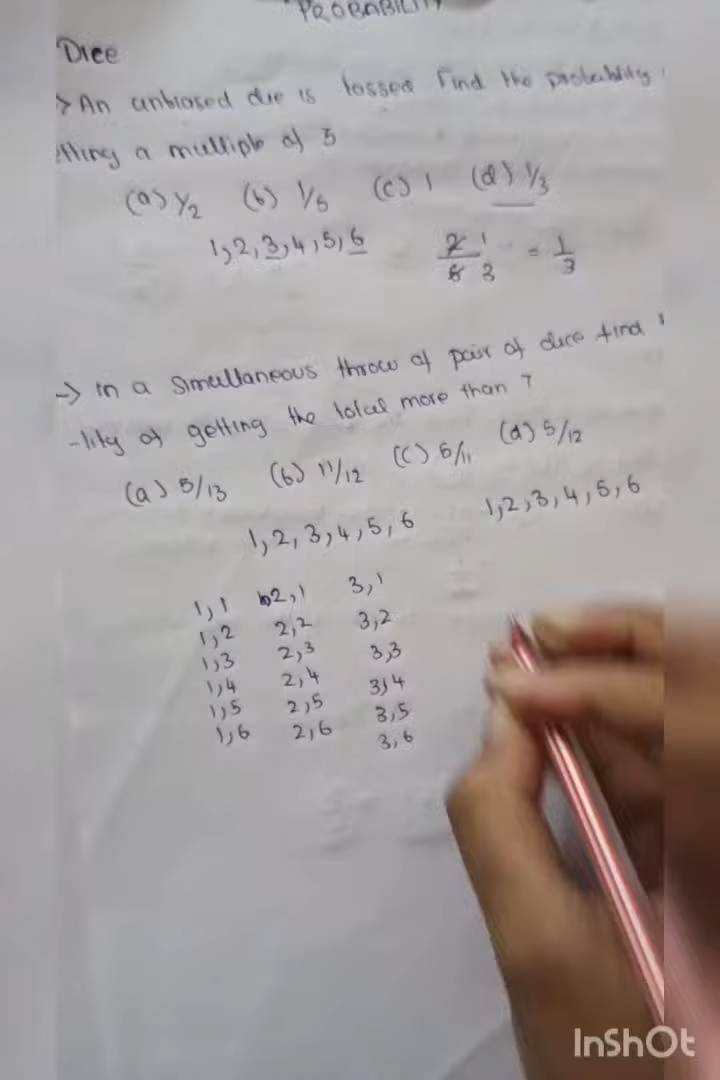 PROBABILITY
Dice
> An unbiased die is tossed find the probability
etting a multiple of 3
(a) 1/2 (b) 1/6 (c) 1 (d) 1/3
1,2,3,4,5,6 2 1 / 6 3 = 1/3
-> in a simultaneous throw of pair of dice find
-lity of getting the total more than 7
(a) 5/13 (b) 11/12 (c) 5/11 (d) 5/12
1,2,3,4,5,6 1,2,3,4,5,6
1,1 2,1 3,1
1,2 2,2 3,2
1,3 2,3 3,3
1,4 2,4 3,4
1,5 2,5 3,5
1,6 2,6 3,6
InShOt